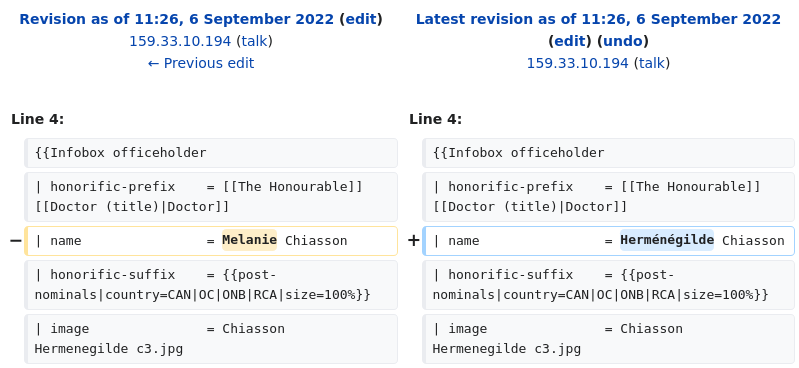 Revision as of 11:26, 6 September 2022 (edit)
159.33.10.194 (talk)
← Previous edit
Latest revision as of 11:26, 6 September 2022
(edit) (undo)
159.33.10.194 (talk)
Line 4:
Line 4:
{{Infobox officeholder
{{Infobox officeholder
| honorific-prefix = [[The Honourable]]
[[Doctor (title)|Doctor]]
| honorific-prefix = [[The Honourable]]
[[Doctor (title)|Doctor]]
− | name = Melanie Chiasson
+ | name = Herménégilde Chiasson
| honorific-suffix = {{post-
nominals|country=CAN|OC|ONB|RCA|size=100%}}
| honorific-suffix = {{post-
nominals|country=CAN|OC|ONB|RCA|size=100%}}
| image = Chiasson
Hermenegilde c3.jpg
| image = Chiasson
Hermenegilde c3.jpg